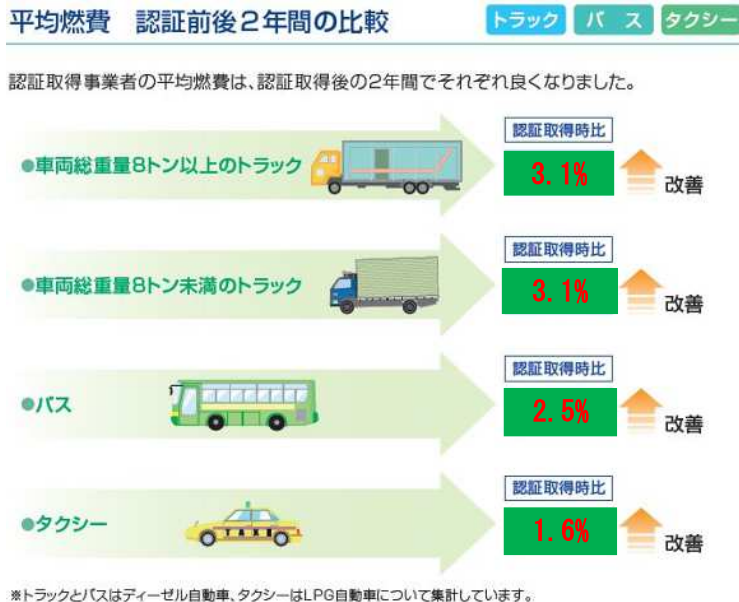 平均燃費　認証前後２年間の比較
トラック バス タクシー
認証取得事業者の平均燃費は、認証取得後の2年間でそれぞれ良くなりました。
認証取得時比
●車両総重量8トン以上のトラック 3.1% 改善
認証取得時比
●車両総重量8トン未満のトラック 3.1% 改善
認証取得時比
●バス 2.5% 改善
認証取得時比
●タクシー TAXI 1.6% 改善
※トラックとバスはディーゼル自動車、タクシーはLPG自動車について集計しています。